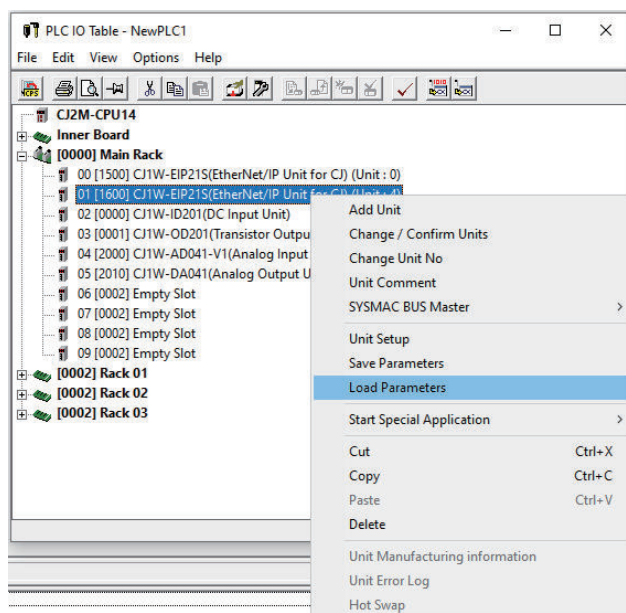 PLC IO Table - NewPLC1
File Edit View Options Help
CJ2M-CPU14
Inner Board
[0000] Main Rack
00 [1500] CJ1W-EIP21S(EtherNet/IP Unit for CJ) (Unit : 0)
01 [1600] CJ1W-EIP21S(EtherNet/IP Unit for CJ) (Unit : 4)
02 [0000] CJ1W-ID201(DC Input Unit)
03 [0001] CJ1W-OD201(Transistor Outpu
04 [2000] CJ1W-AD041-V1(Analog Input
05 [2010] CJ1W-DA041(Analog Output U
06 [0002] Empty Slot
07 [0002] Empty Slot
08 [0002] Empty Slot
09 [0002] Empty Slot
[0002] Rack 01
[0002] Rack 02
[0002] Rack 03
Add Unit
Change / Confirm Units
Change Unit No
Unit Comment
SYSMAC BUS Master
Unit Setup
Save Parameters
Load Parameters
Start Special Application
Cut Ctrl+X
Copy Ctrl+C
Paste Ctrl+V
Delete
Unit Manufacturing information
Unit Error Log
Hot Swap